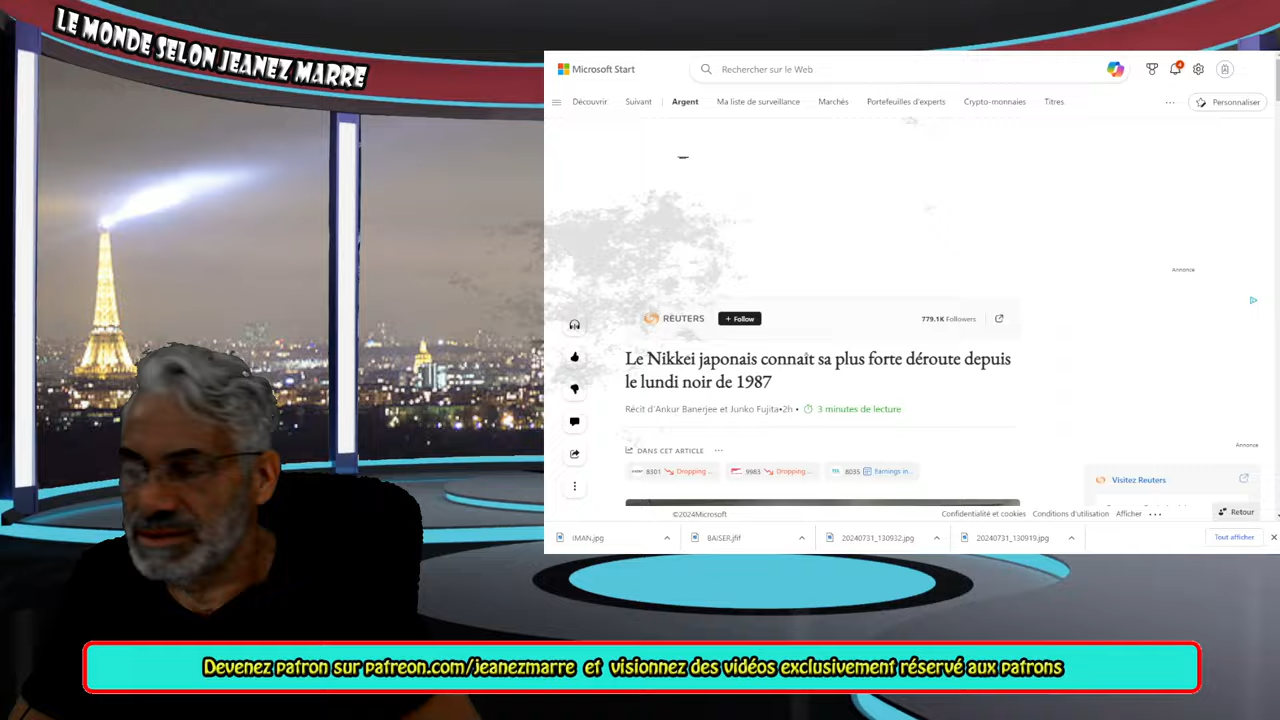 LE MONDE SELON JEANEZ MARRE
Microsoft Start
Rechercher sur le Web
4
Découvrir Suivant Argent Ma liste de surveillance Marchés Portefeuilles d'experts Crypto-monnaies Titres ... Personnaliser
Annonce
REUTERS + Follow 779.1K Followers
Le Nikkei japonais connaît sa plus forte déroute depuis
le lundi noir de 1987
Récit d'Ankur Banerjee et Junko Fujita•2h • 3 minutes de lecture
Annonce
DANS CET ARTICLE ...
8301 Dropping ... 9983 Dropping... 8035 Earnings in...
Visitez Reuters
©2024Microsoft Confidentialité et cookies Conditions d'utilisation Afficher ... Retour
IMAN.jpg BAISER.jfif 20240731_130932.jpg 20240731_130919.jpg Tout afficher
Devenez patron sur patreon.com/jeanezmarre et visionnez des vidéos exclusivement réservé aux patrons